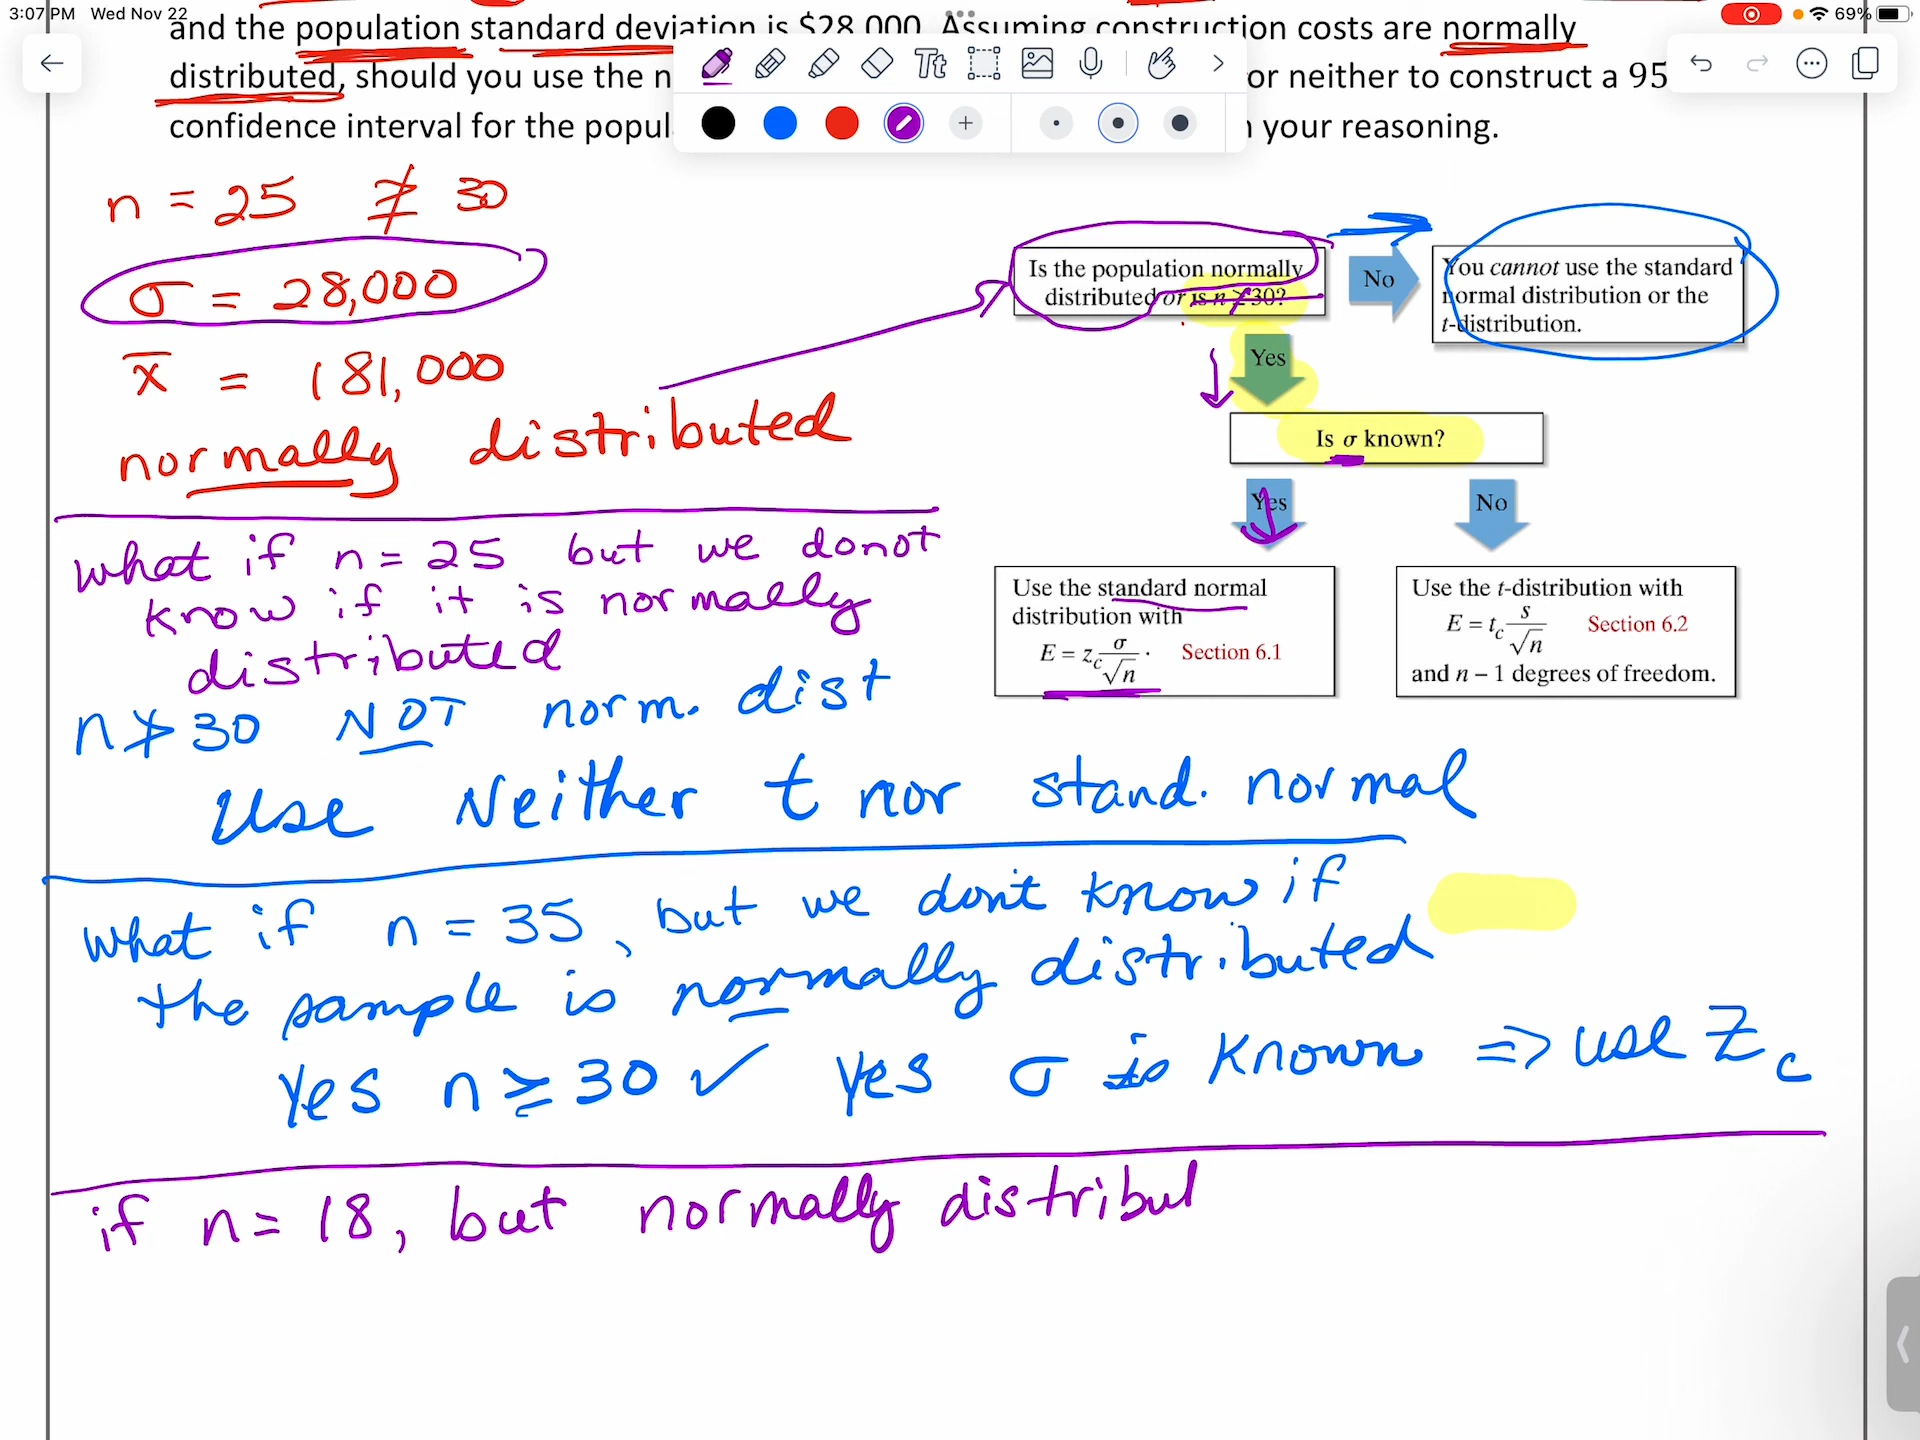 3:07 PM Wed Nov 22
69%
and the population standard deviation is $28,000. Assuming construction costs are normally
distributed, should you use the n or neither to construct a 95
confidence interval for the popul your reasoning.
Tt
n = 25 ≱ 30
σ = 28,000
x̄ = 181,000
normally distributed
Is the population normally
distributed or is n ≥ 30?
No
You cannot use the standard
normal distribution or the
t-distribution.
Yes
Is σ known?
Yes
No
Use the standard normal
distribution with
E = z_c σ/√n. Section 6.1
Use the t-distribution with
E = t_c s/√n Section 6.2
and n − 1 degrees of freedom.
what if n = 25 but we donot
know if it is normally
distributed
n ≯ 30 NOT norm. dist
Use Neither t nor stand. normal
what if n = 35, but we don't know if
the sample is normally distributed
Yes n ≥ 30 ✓ Yes σ is known => use Z_c
if n = 18, but normally distribut